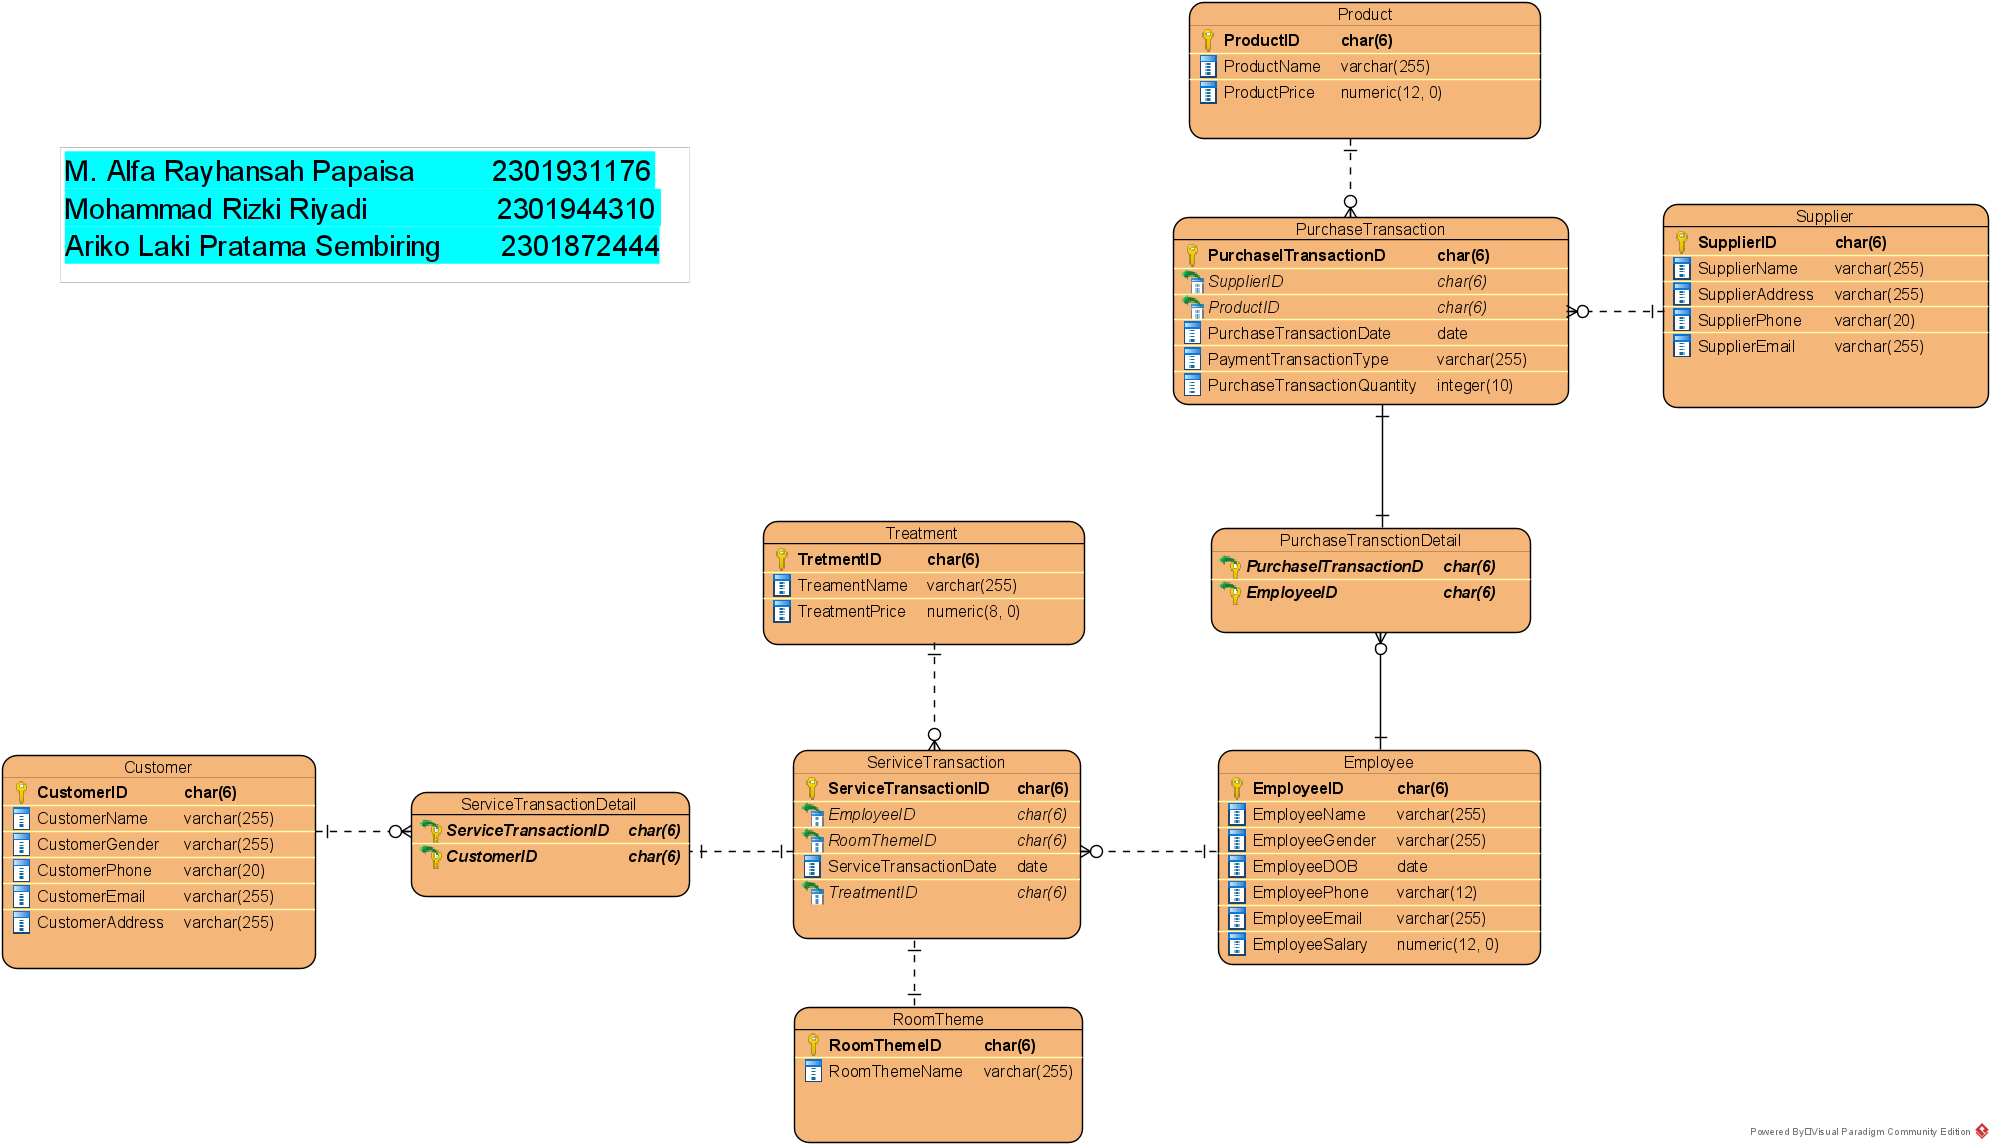 M. Alfa Rayhansah Papaisa 2301931176
Mohammad Rizki Riyadi 2301944310
Ariko Laki Pratama Sembiring 2301872444
Product
ProductID char(6)
ProductName varchar(255)
ProductPrice numeric(12, 0)
PurchaseTransaction
PurchaselTransactionD char(6)
SupplierID char(6)
ProductID char(6)
PurchaseTransactionDate date
PaymentTransactionType varchar(255)
PurchaseTransactionQuantity integer(10)
Supplier
SupplierID char(6)
SupplierName varchar(255)
SupplierAddress varchar(255)
SupplierPhone varchar(20)
SupplierEmail varchar(255)
Treatment
TretmentID char(6)
TreamentName varchar(255)
TreatmentPrice numeric(8, 0)
PurchaseTransctionDetail
PurchaselTransactionD char(6)
EmployeeID char(6)
Customer
CustomerID char(6)
CustomerName varchar(255)
CustomerGender varchar(255)
CustomerPhone varchar(20)
CustomerEmail varchar(255)
CustomerAddress varchar(255)
ServiceTransactionDetail
ServiceTransactionID char(6)
CustomerID char(6)
SeriviceTransaction
ServiceTransactionID char(6)
EmployeeID char(6)
RoomThemeID char(6)
ServiceTransactionDate date
TreatmentID char(6)
Employee
EmployeeID char(6)
EmployeeName varchar(255)
EmployeeGender varchar(255)
EmployeeDOB date
EmployeePhone varchar(12)
EmployeeEmail varchar(255)
EmployeeSalary numeric(12, 0)
RoomTheme
RoomThemeID char(6)
RoomThemeName varchar(255)
Powered By Visual Paradigm Community Edition